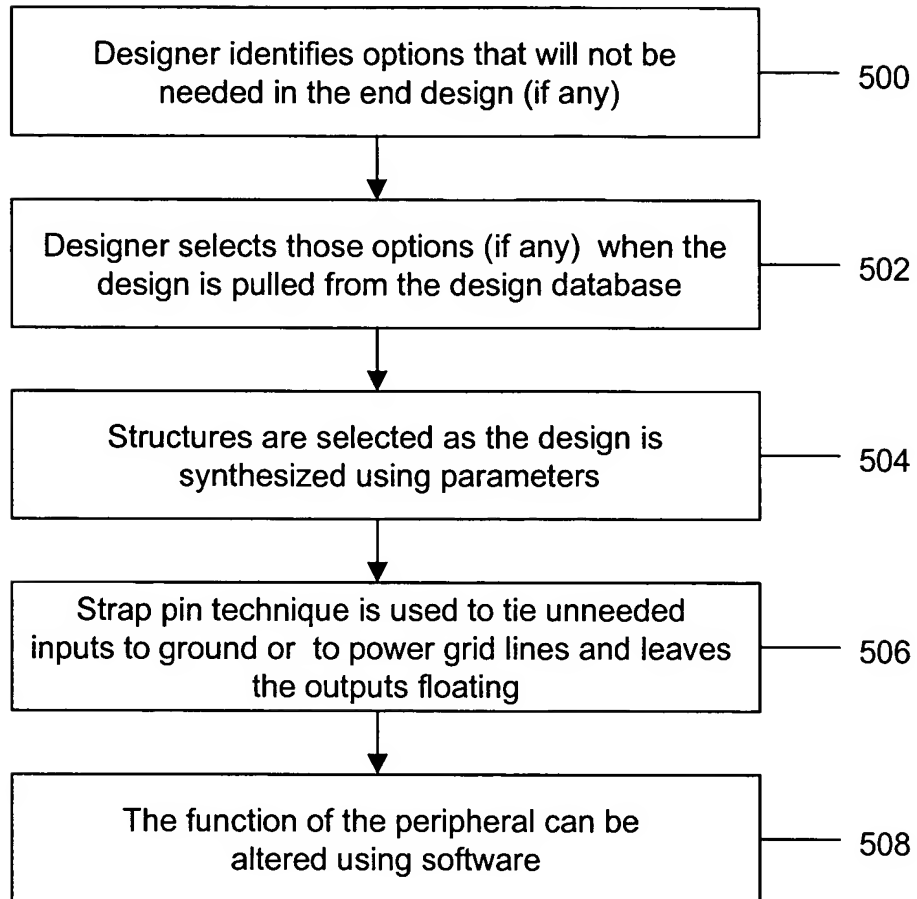 Designer identifies options that will not be
needed in the end design (if any)
500
Designer selects those options (if any) when the
design is pulled from the design database
502
Structures are selected as the design is
synthesized using parameters
504
Strap pin technique is used to tie unneeded
inputs to ground or to power grid lines and leaves
the outputs floating
506
The function of the peripheral can be
altered using software
508